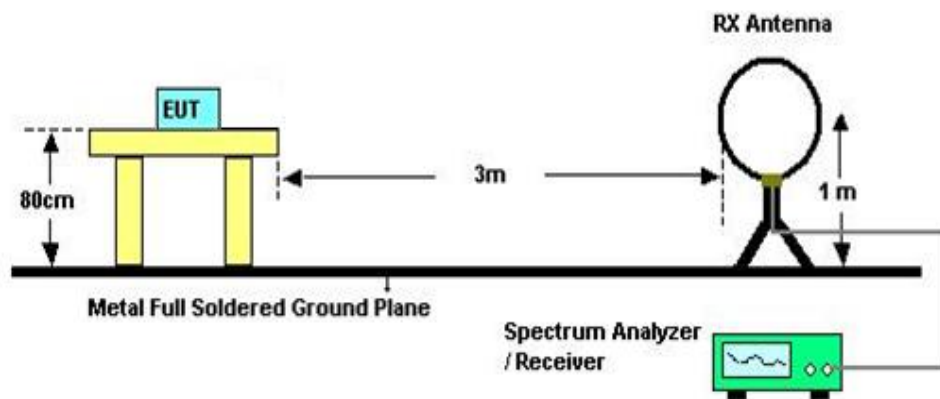 RX Antenna
EUT
80cm
3m
1 m
Metal Full Soldered Ground Plane
Spectrum Analyzer
/ Receiver